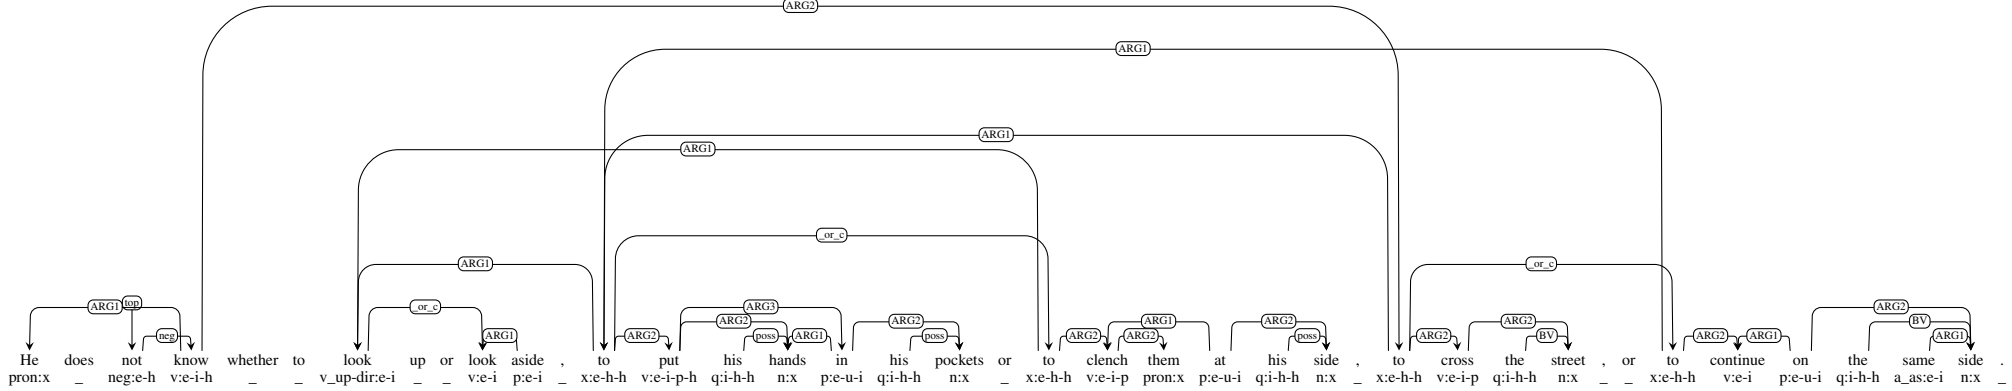 ARG2
ARG1
ARG1
ARG1
_or_c
ARG1 _or_c
ARG1 top _or_c ARG3 ARG2
neg ARG1 ARG2 ARG2 poss ARG1 ARG2 poss ARG2 ARG2 ARG1 ARG2 poss ARG2 ARG2 BV ARG2 ARG1 BV ARG1
He does not know whether to look up or look aside , to put his hands in his pockets or to clench them at his side , to cross the street , or to continue on the same side .
pron:x _ neg:e-h v:e-i-h _ _ v_up-dir:e-i _ _ v:e-i p:e-i _ x:e-h-h v:e-i-p-h q:i-h-h n:x p:e-u-i q:i-h-h n:x _ x:e-h-h v:e-i-p pron:x p:e-u-i q:i-h-h n:x _ x:e-h-h v:e-i-p q:i-h-h n:x _ _ x:e-h-h v:e-i p:e-u-i q:i-h-h a_as:e-i n:x _